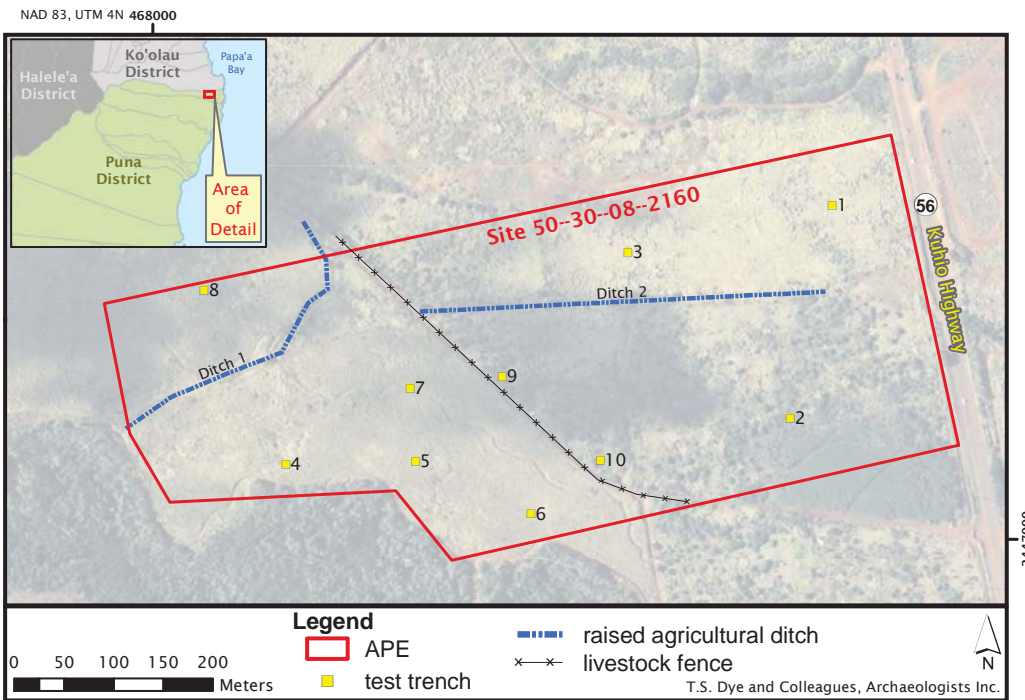 NAD 83, UTM 4N 468000
Ko'olau
District
Papa'a
Bay
Halele'a
District
Puna
District
Area
of
Detail
Site 50--30--08--2160
1
56
Kuhio Highway
3
8
Ditch 2
Ditch 1
7
9
2
4
5
10
6
Legend
APE
test trench
raised agricultural ditch
livestock fence
0 50 100 150 200
Meters
N
T.S. Dye and Colleagues, Archaeologists Inc.